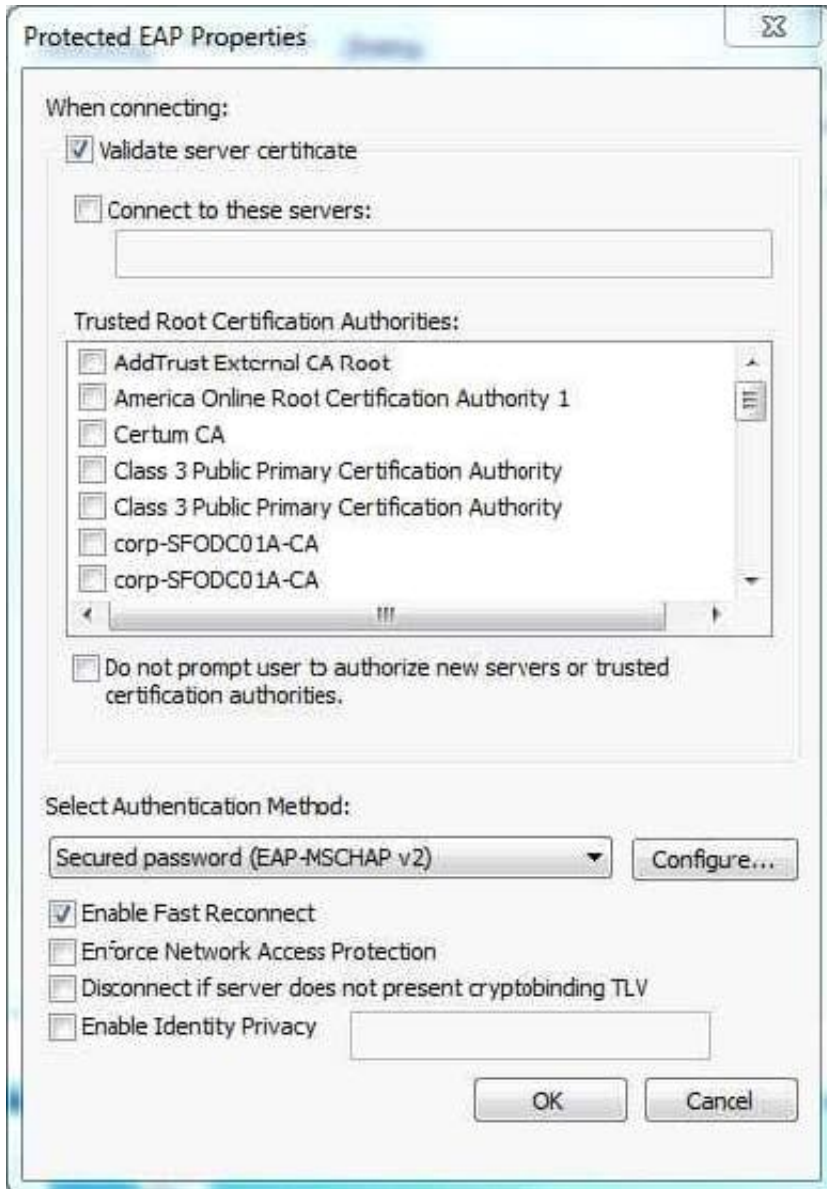 Protected EAP Properties
When connecting:
Validate server certificate
Connect to these servers:
Trusted Root Certification Authorities:
AddTrust External CA Root
America Online Root Certification Authority 1
Certum CA
Class 3 Public Primary Certification Authority
Class 3 Public Primary Certification Authority
corp-SFODC01A-CA
corp-SFODC01A-CA
Do not prompt user to authorize new servers or trusted
certification authorities.
Select Authentication Method:
Secured password (EAP-MSCHAP v2)
Configure...
Enable Fast Reconnect
Enforce Network Access Protection
Disconnect if server does not present cryptobinding TLV
Enable Identity Privacy
OK
Cancel